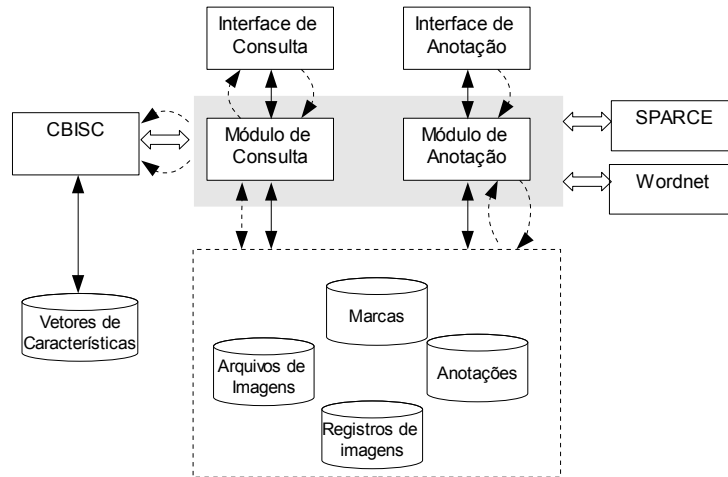 Interface de
Consulta
Interface de
Anotação
CBISC
Módulo de
Consulta
Módulo de
Anotação
SPARCE
Wordnet
Vetores de
Características
Marcas
Arquivos de
Imagens
Anotações
Registros de
imagens